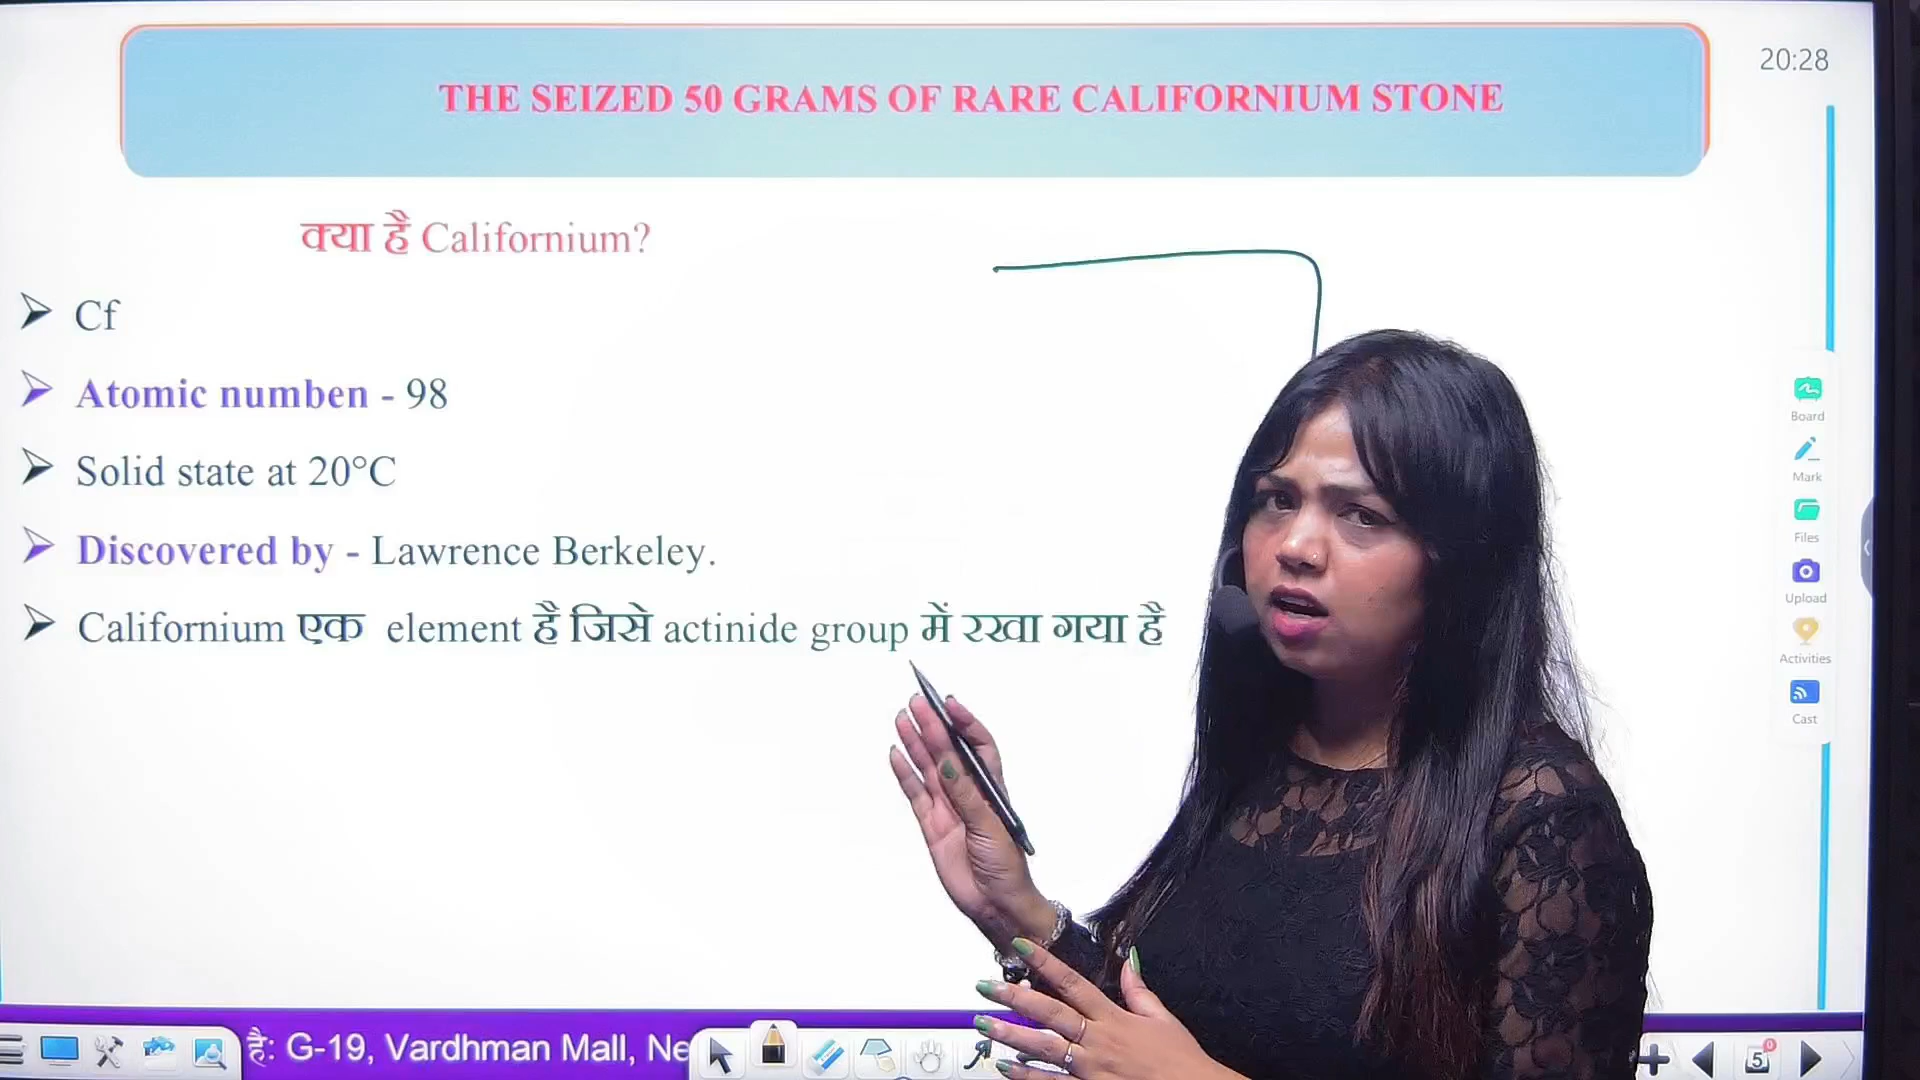 THE SEIZED 50 GRAMS OF RARE CALIFORNIUM STONE
20:28
क्या है Californium?
Cf
Atomic numben - 98
Solid state at 20°C
Discovered by - Lawrence Berkeley.
Californium एक element है जिसे actinide group में रखा गया है
Board
Mark
Files
Upload
Activities
Cast
है: G-19, Vardhman Mall, Ne
5
0